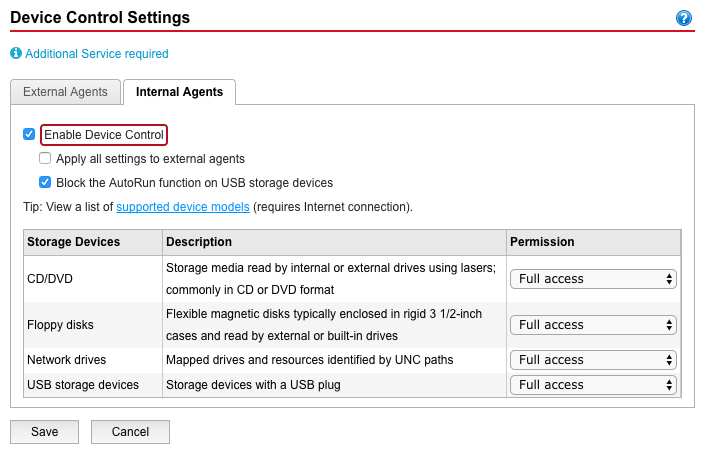 Device Control Settings
?
Additional Service required
External Agents
Internal Agents
Enable Device Control
Apply all settings to external agents
Block the AutoRun function on USB storage devices
Tip: View a list of supported device models (requires Internet connection).
Storage Devices Description Permission
CD/DVD Storage media read by internal or external drives using lasers; Full access
commonly in CD or DVD format
Floppy disks Flexible magnetic disks typically enclosed in rigid 3 1/2-inch Full access
cases and read by external or built-in drives
Network drives Mapped drives and resources identified by UNC paths Full access
USB storage devices Storage devices with a USB plug Full access
Save Cancel